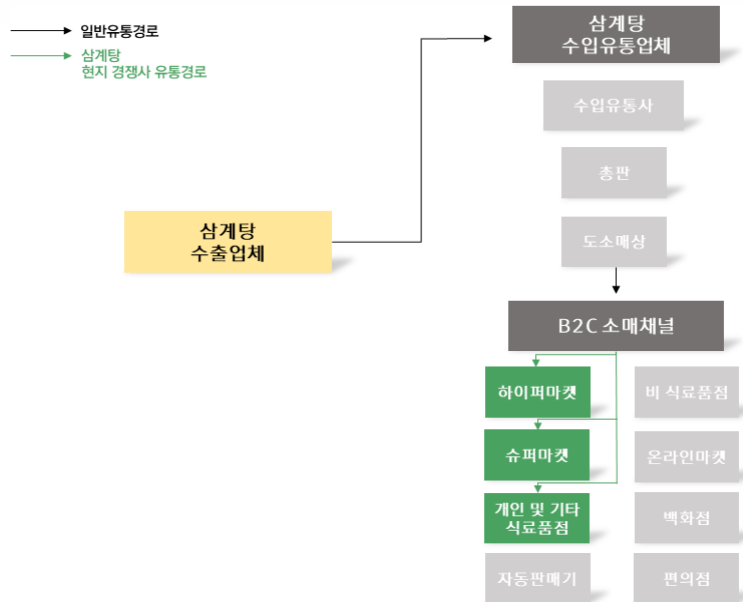 일반유통경로
삼계탕
현지 경쟁사 유통경로
삼계탕
수입유통업체
수입유통사
총판
삼계탕
수출업체
도소매상
B2C 소매채널
하이퍼마켓
비 식료품점
슈퍼마켓
온라인마켓
개인 및 기타
식료품점
백화점
자동판매기
편의점